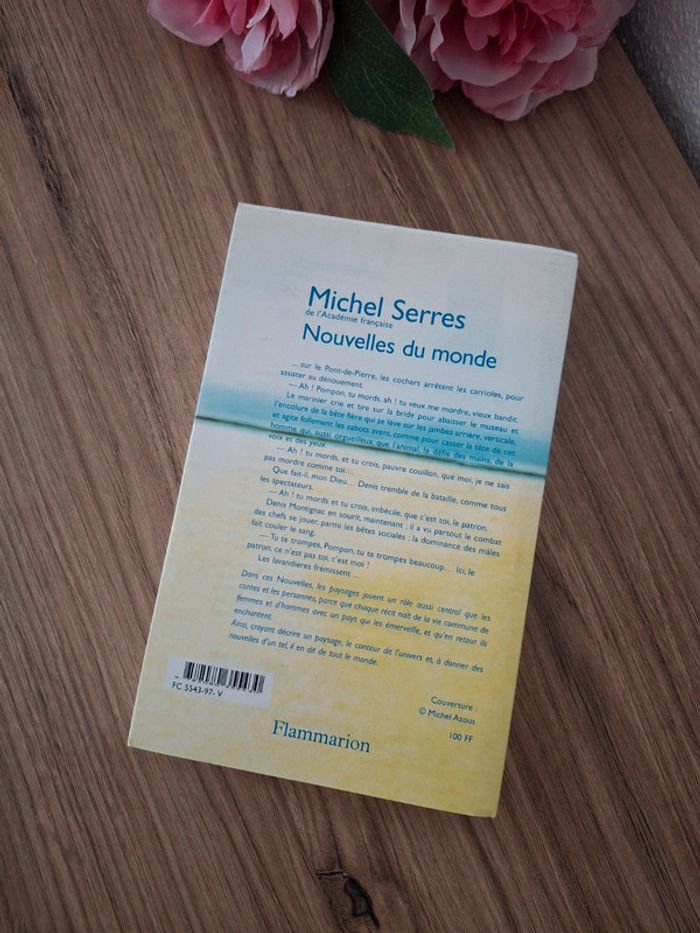 Michel Serres
de l'Académie française
Nouvelles du monde
... sur le Pont-de-Pierre, les cochers arrêtent les carrioles, pour
assister au dénouement.
— Ah ! Pompon, tu mords, ah ! tu veux me mordre, vieux bandit.
Le marinier crie et tire sur la bride pour abaisser le museau et
l'encolure de la bête fière qui se lève sur les jambes arrière, verticale,
et agite follement les sabots avant, comme pour casser la tête de cet
homme qui, aussi orgueilleux que l'animal, le défie des mains, de la
voix et des yeux.
— Ah ! tu mords, et tu crois, pauvre couillon, que moi, je ne sais
pas mordre comme toi...
Que fait-il, mon Dieu... Denis tremble de la bataille, comme tous
les spectateurs.
— Ah ! tu mords et tu crois, imbécile, que c'est toi, le patron.
Denis Montignac en sourit, maintenant : il a vu partout le combat
des chefs se jouer, parmi les bêtes sociales ; la dominance des mâles
fait couler le sang.
— Tu te trompes, Pompon, tu te trompes beaucoup... Ici, le
patron, ce n'est pas toi, c'est moi !
Les lavandières frémissent...
Dans ces Nouvelles, les paysages jouent un rôle aussi central que les
contes et les personnes, parce que chaque récit naît de la vie commune de
femmes et d'hommes avec un pays qui les émerveille, et qu'en retour ils
enchantent.
Ainsi, croyant décrire un paysage, le conteur dit l'univers et, à donner des
nouvelles d'un tel, il en dit de tout le monde.
FC 5543-97- V
Couverture :
© Michel Azous
100 FF
Flammarion